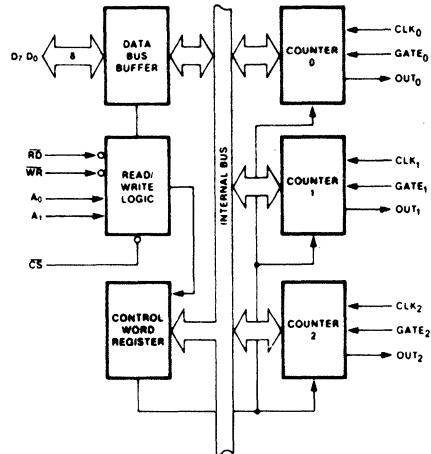 D7 D0
8
DATA
BUS
BUFFER
RD
WR
A0
A1
CS
READ/
WRITE
LOGIC
CONTROL
WORD
REGISTER
INTERNAL BUS
COUNTER
0
CLK0
GATE0
OUT0
COUNTER
1
CLK1
GATE1
OUT1
COUNTER
2
CLK2
GATE2
OUT2